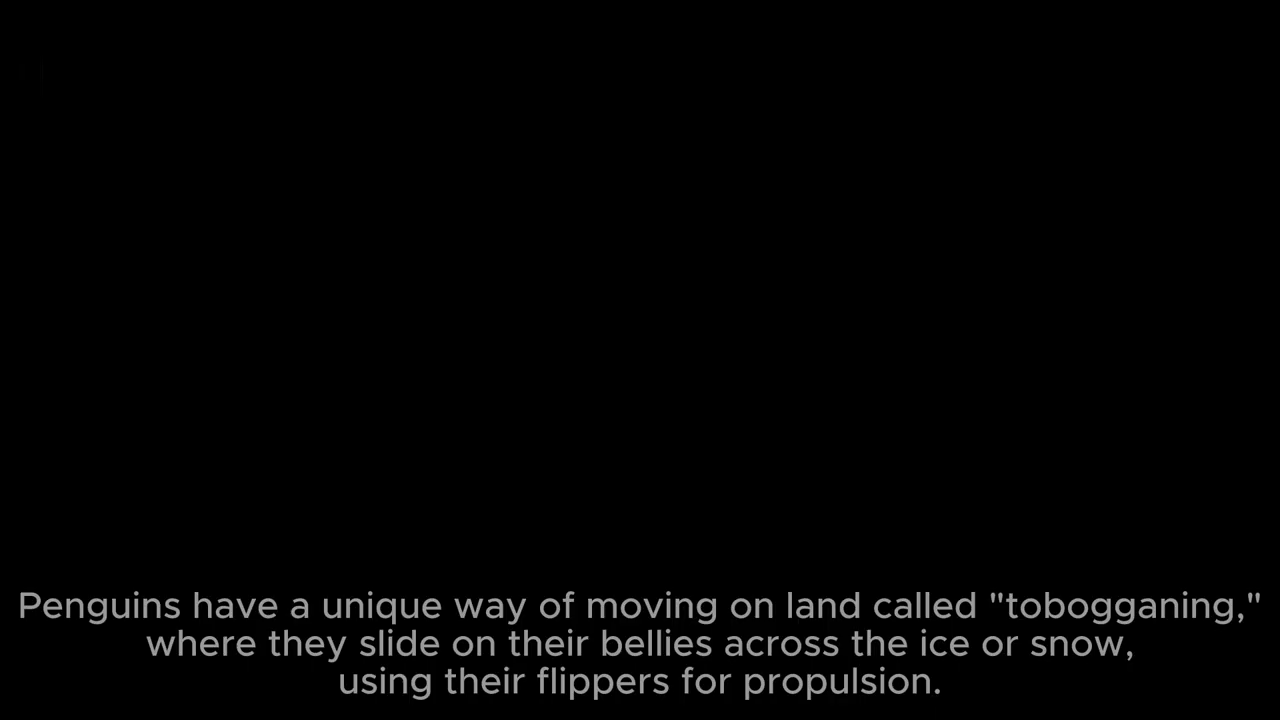 Penguins have a unique way of moving on land called "tobogganing,"
where they slide on their bellies across the ice or snow,
using their flippers for propulsion.